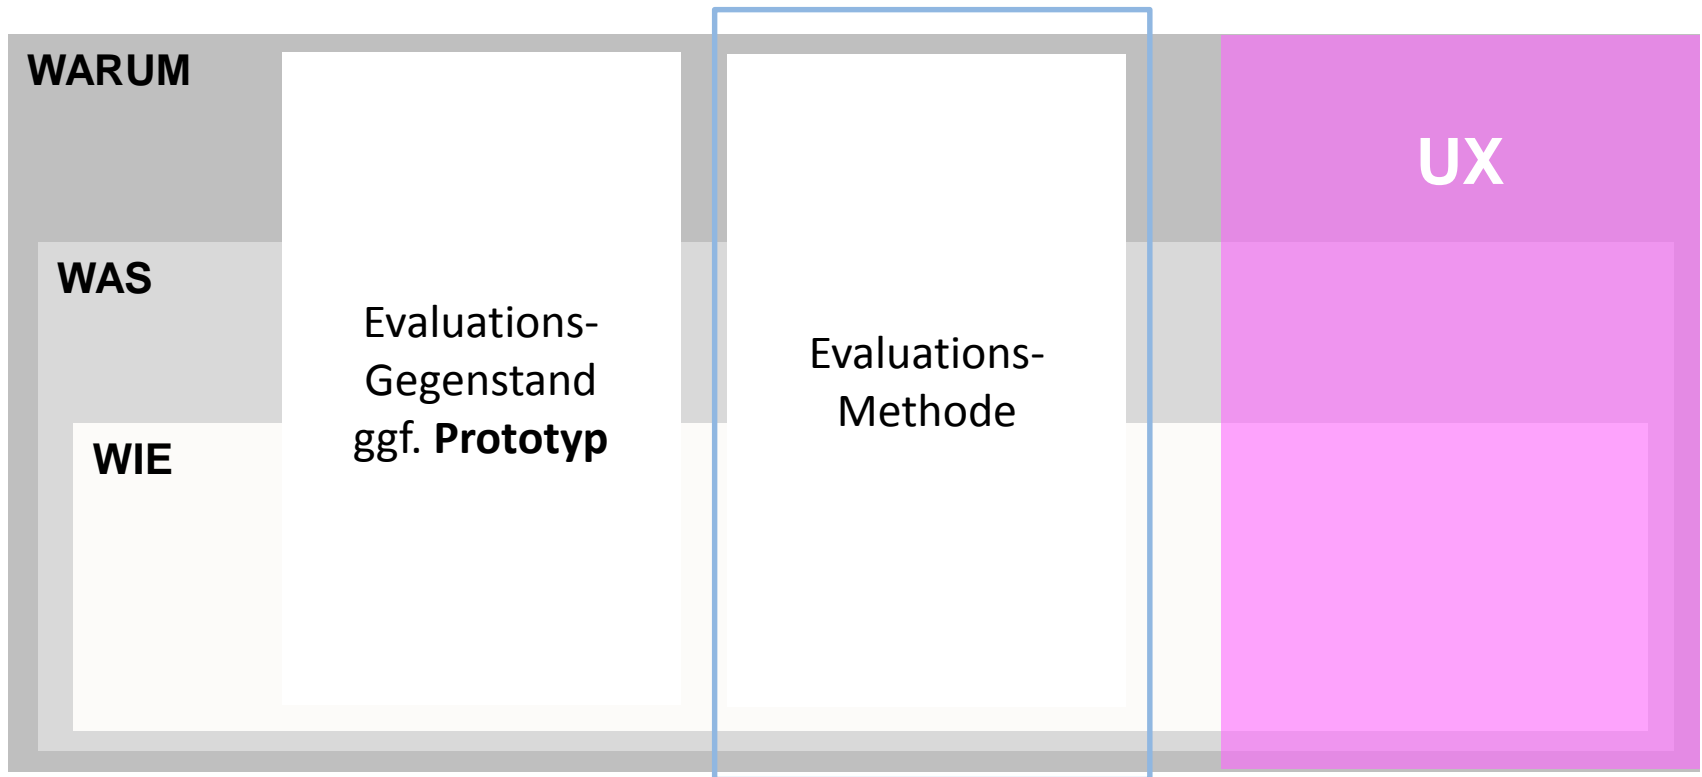 WARUM
WAS
WIE
Evaluations-
Gegenstand
ggf. Prototyp
Evaluations-
Methode
UX